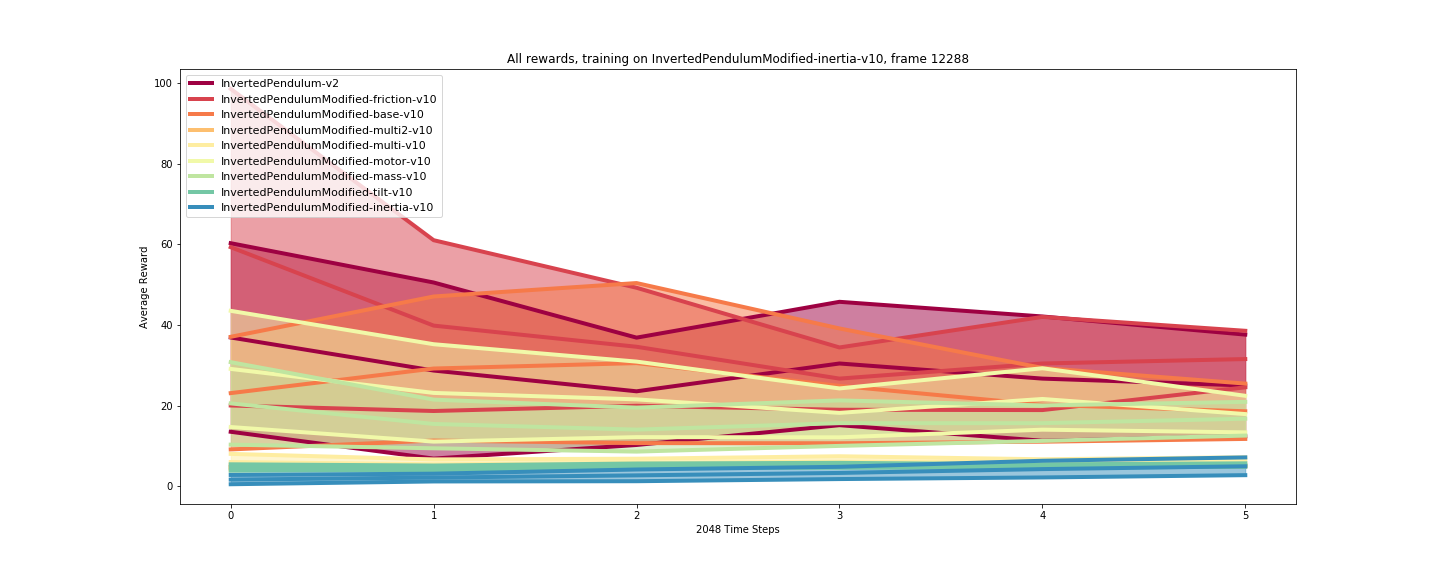 All rewards, training on InvertedPendulumModified-inertia-v10, frame 12288
100
80
60
40
20
0
Average Reward
InvertedPendulum-v2
InvertedPendulumModified-friction-v10
InvertedPendulumModified-base-v10
InvertedPendulumModified-multi2-v10
InvertedPendulumModified-multi-v10
InvertedPendulumModified-motor-v10
InvertedPendulumModified-mass-v10
InvertedPendulumModified-tilt-v10
InvertedPendulumModified-inertia-v10
0 1 2 3 4 5
2048 Time Steps